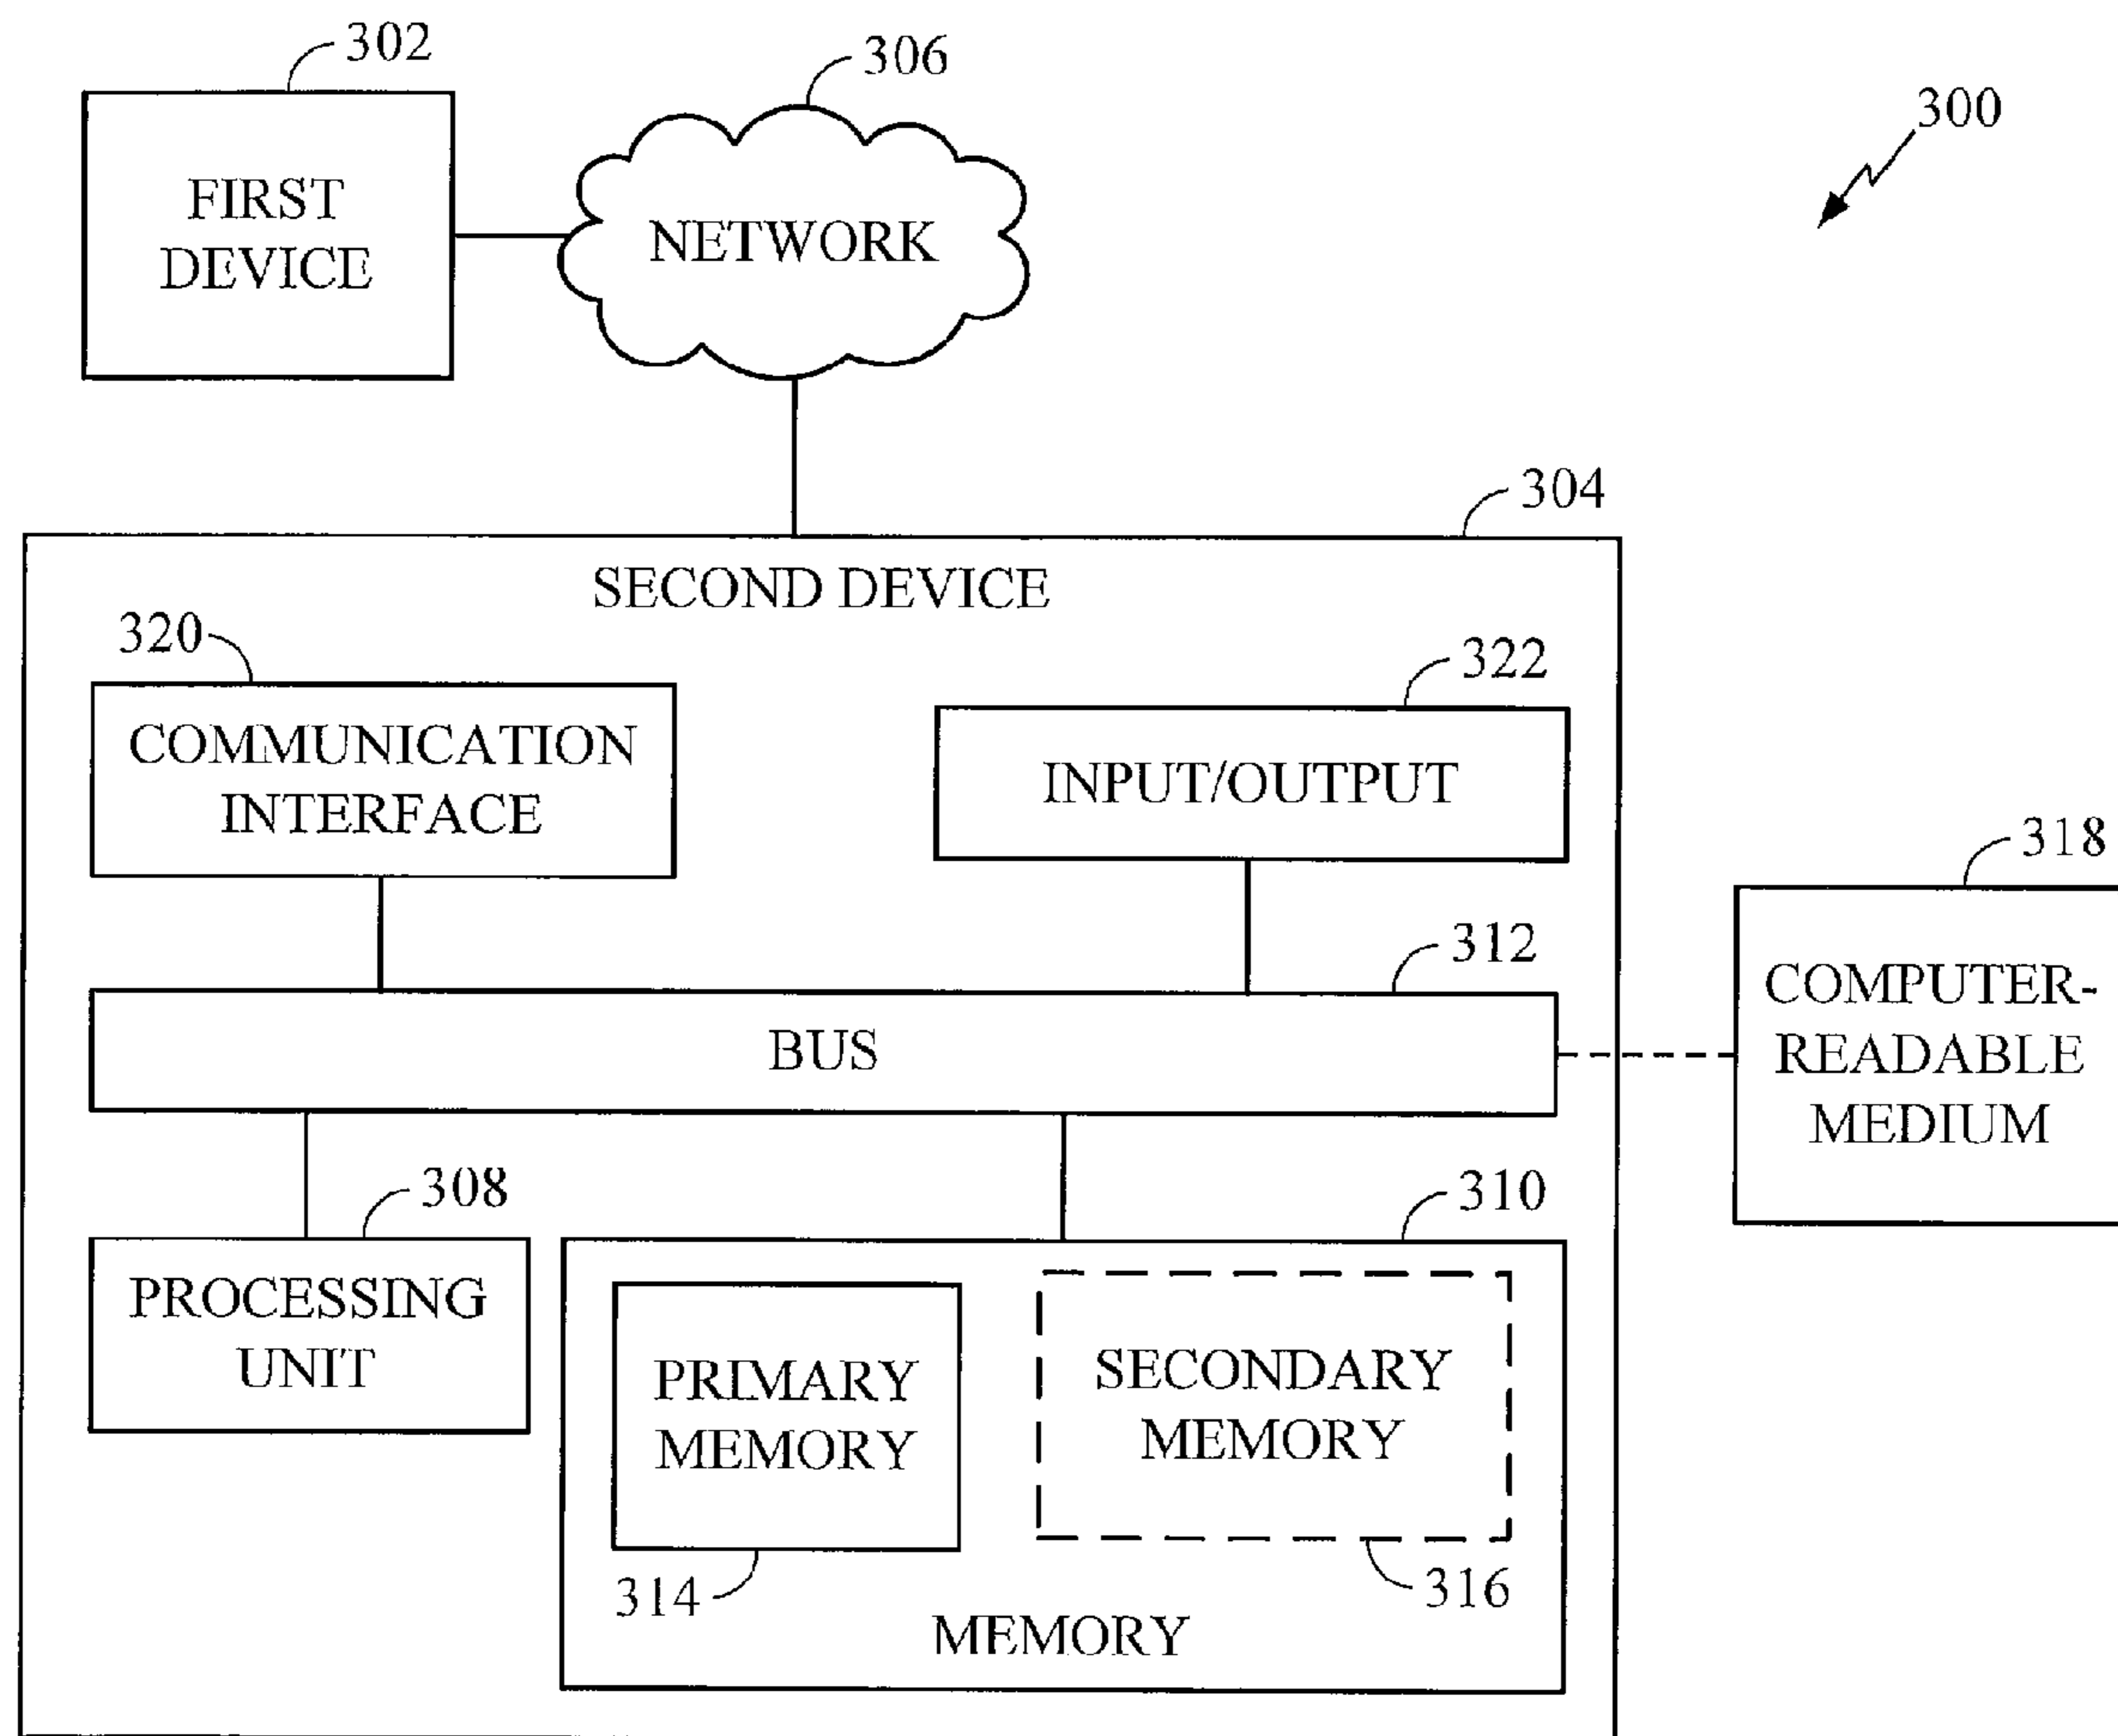 302
306
300
FIRST
DEVICE
NETWORK
304
SECOND DEVICE
320
322
COMMUNICATION
INTERFACE
INPUT/OUTPUT
318
312
COMPUTER-
READABLE
MEDIUM
BUS
308
310
PROCESSING
UNIT
PRIMARY
MEMORY
SECONDARY
MEMORY
314
316
MEMORY